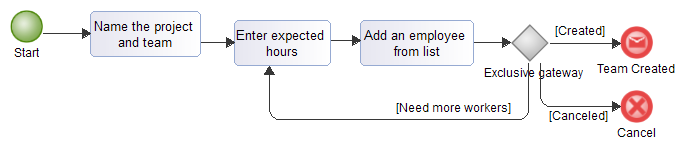 Start
Name the project
and team
Enter expected
hours
Add an employee
from list
Exclusive gateway
[Created]
Team Created
[Need more workers]
[Canceled]
Cancel